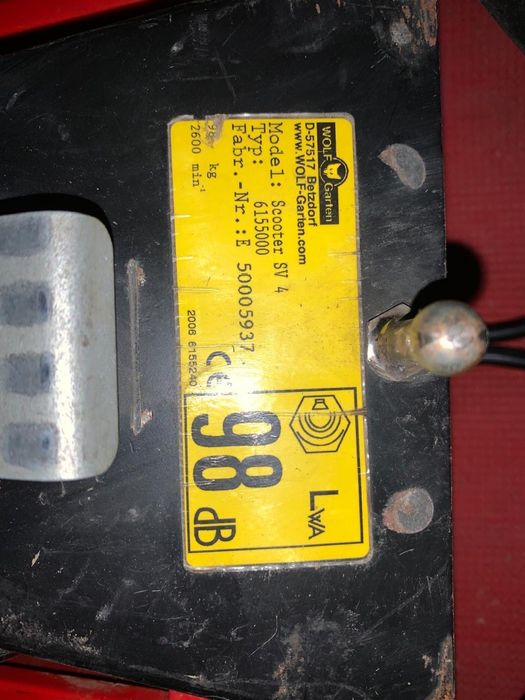 WOLF Garten
D-57517 Betzdorf
www.WOLF-Garten.com
Model: Scooter SV 4
Typ: 6155000
Fabr.-Nr.:E 50005937
kg
2600 min⁻¹
2006 6155240
CE
LWA
98 dB